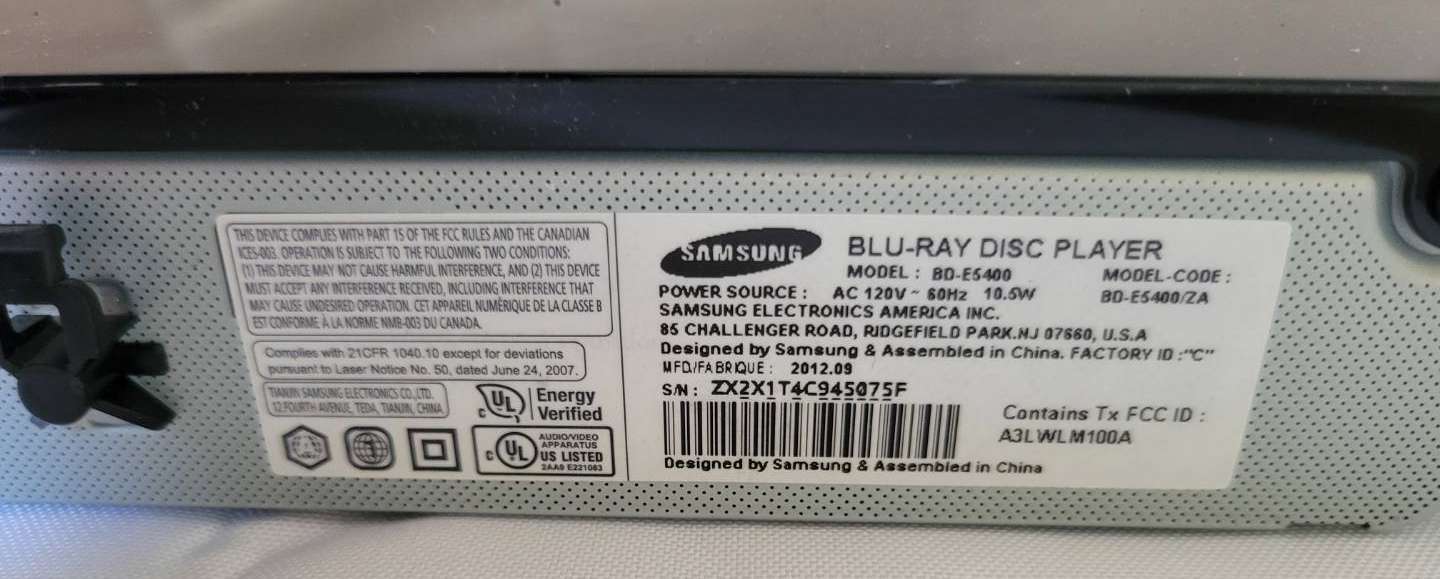 THIS DEVICE COMPLIES WITH PART 15 OF THE FCC RULES AND THE CANADIAN
ICES-003. OPERATION IS SUBJECT TO THE FOLLOWING TWO CONDITIONS:
(1) THIS DEVICE MAY NOT CAUSE HARMFUL INTERFERENCE, AND (2) THIS DEVICE
MUST ACCEPT ANY INTERFERENCE RECEIVED, INCLUDING INTERFERENCE THAT
MAY CAUSE UNDESIRED OPERATION. CET APPAREIL NUMÉRIQUE DE LA CLASSE B
EST CONFORME À LA NORME NMB-003 DU CANADA.
Complies with 21CFR 1040.10 except for deviations
pursuant to Laser Notice No. 50, dated June 24, 2007.
TIANJIN SAMSUNG ELECTRONICS CO.,LTD.
12,FOURTH AVENUE, TEDA, TIANJIN, CHINA
C UL Energy
Verified
C UL AUDIO/VIDEO
APPARATUS
US LISTED
2AA9 E221083
SAMSUNG BLU-RAY DISC PLAYER
MODEL : BD-E5400 MODEL-CODE :
POWER SOURCE : AC 120V ~ 60Hz 10.5W BD-E5400/ZA
SAMSUNG ELECTRONICS AMERICA INC.
85 CHALLENGER ROAD, RIDGEFIELD PARK.NJ 07660, U.S.A
Designed by Samsung & Assembled in China. FACTORY ID :"C"
MFD/FABRIQUE : 2012.09
S/N : ZX2X1T4C945075F
Contains Tx FCC ID :
A3LWLM100A
Designed by Samsung & Assembled in China